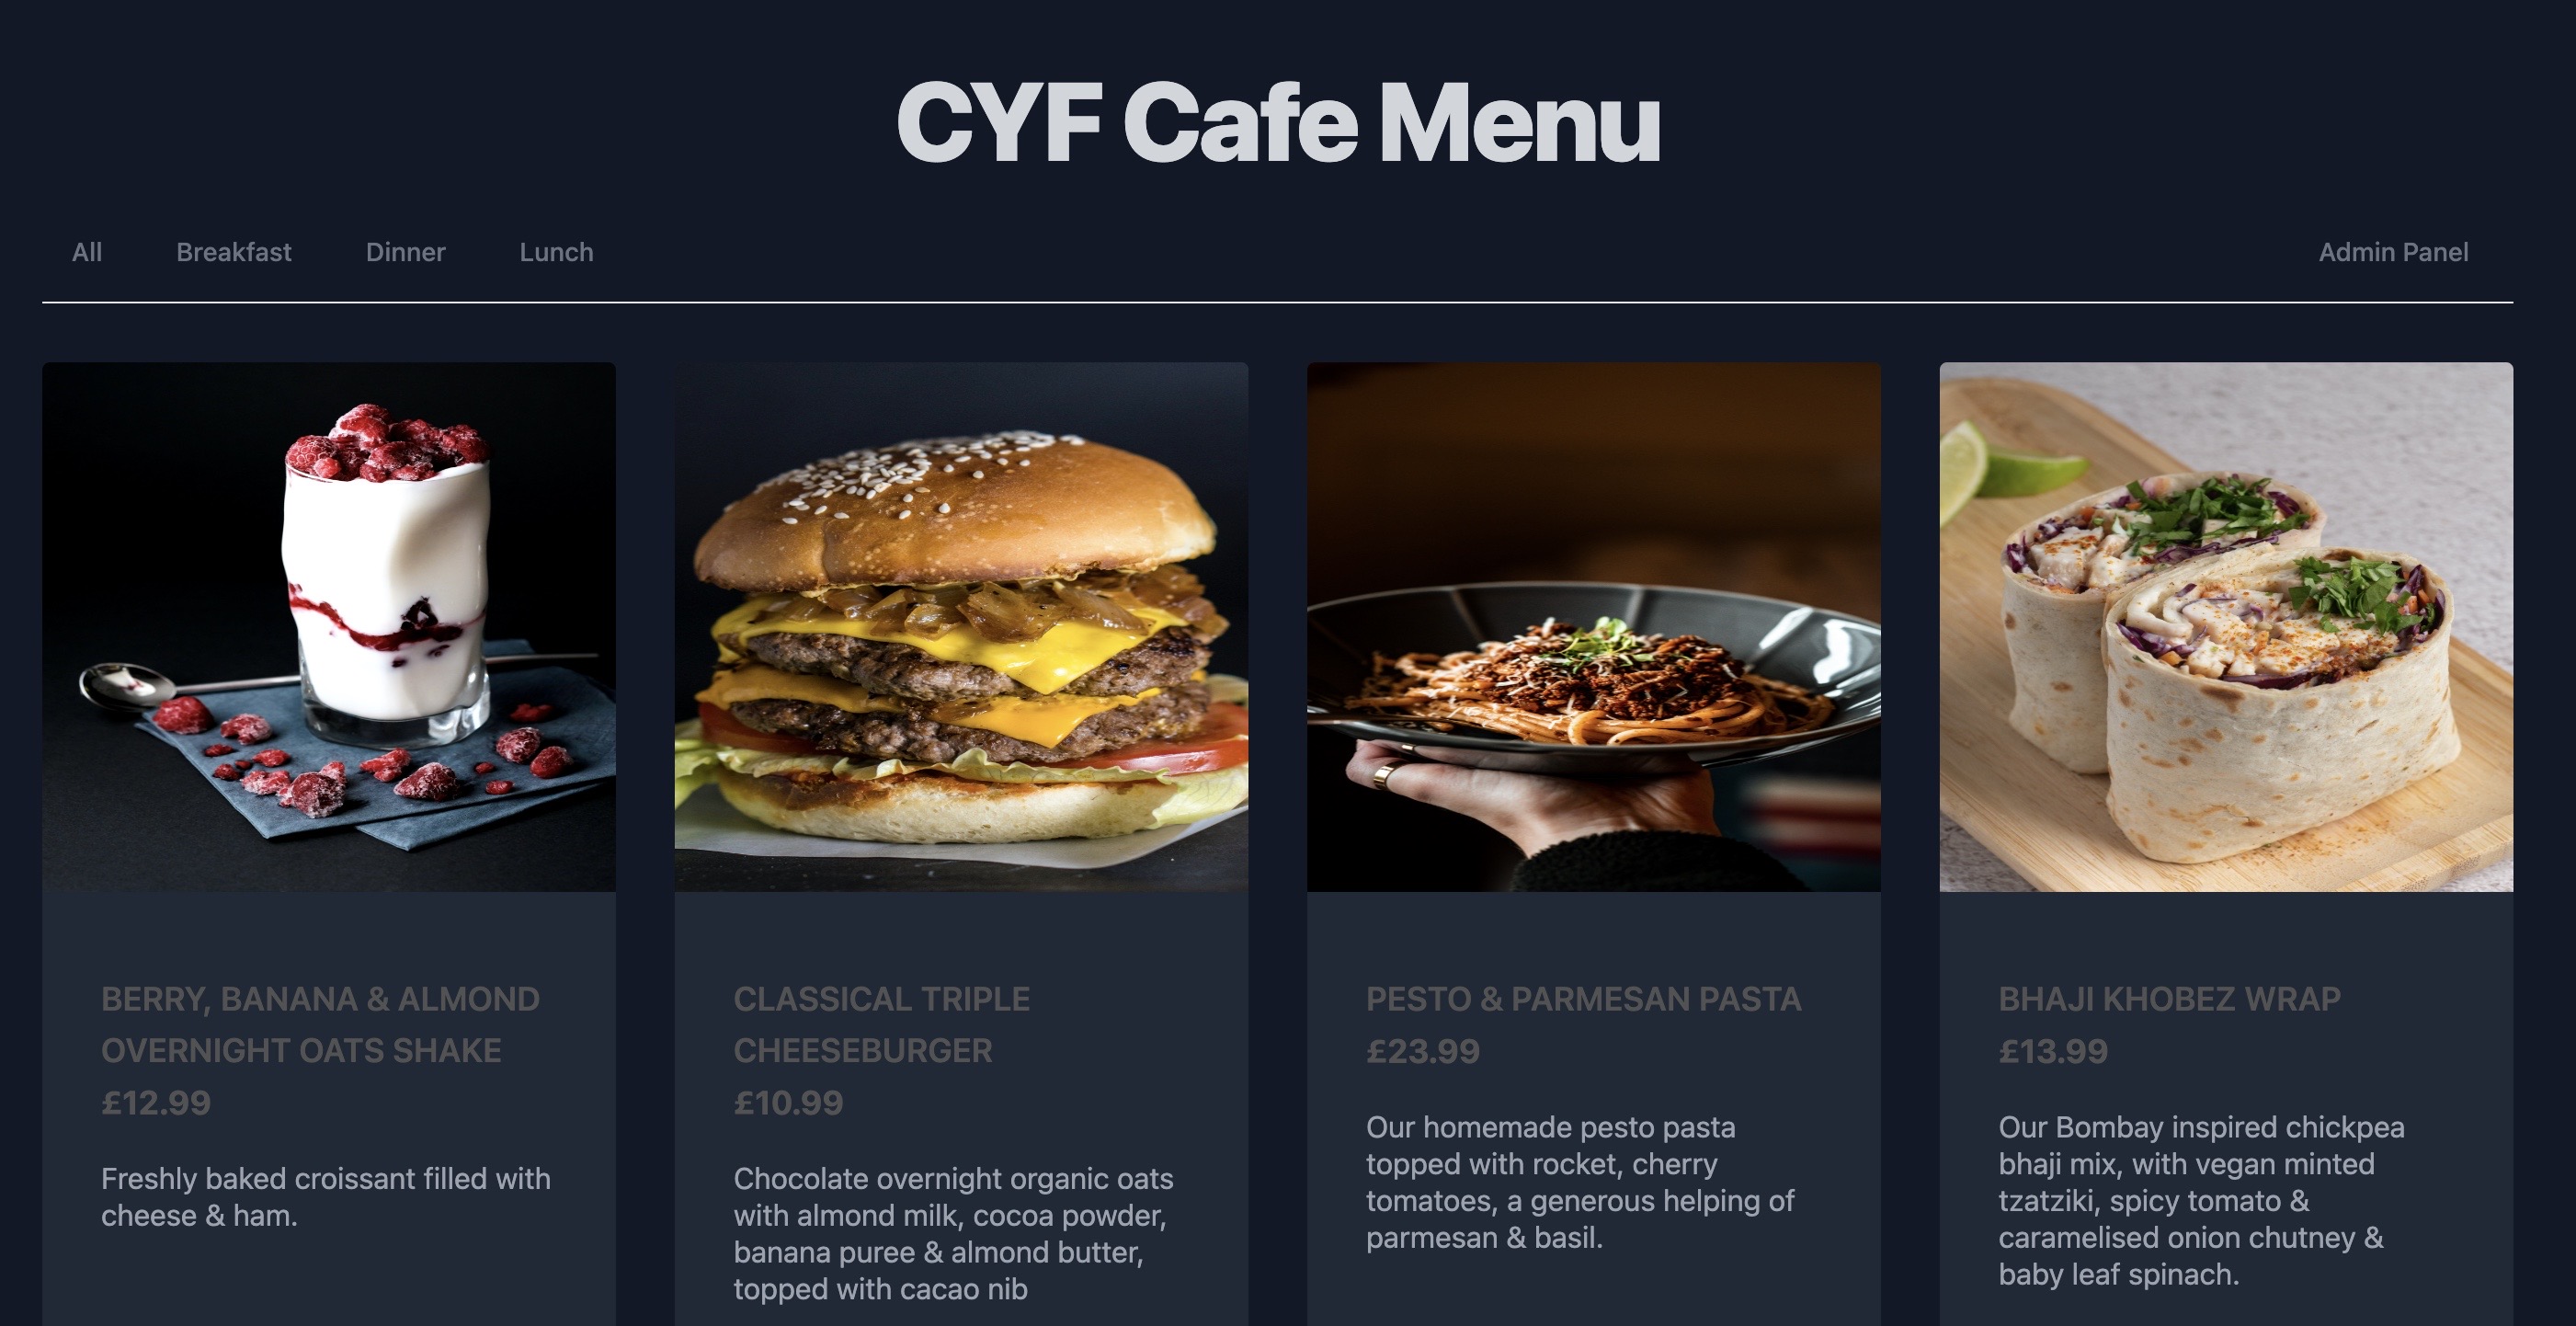 CYF Cafe Menu
All
Breakfast
Dinner
Lunch
Admin Panel
BERRY, BANANA & ALMOND
OVERNIGHT OATS SHAKE
£12.99
Freshly baked croissant filled with
cheese & ham.
CLASSICAL TRIPLE
CHEESEBURGER
£10.99
Chocolate overnight organic oats
with almond milk, cocoa powder,
banana puree & almond butter,
topped with cacao nib
PESTO & PARMESAN PASTA
£23.99
Our homemade pesto pasta
topped with rocket, cherry
tomatoes, a generous helping of
parmesan & basil.
BHAJI KHOBEZ WRAP
£13.99
Our Bombay inspired chickpea
bhaji mix, with vegan minted
tzatziki, spicy tomato &
caramelised onion chutney &
baby leaf spinach.